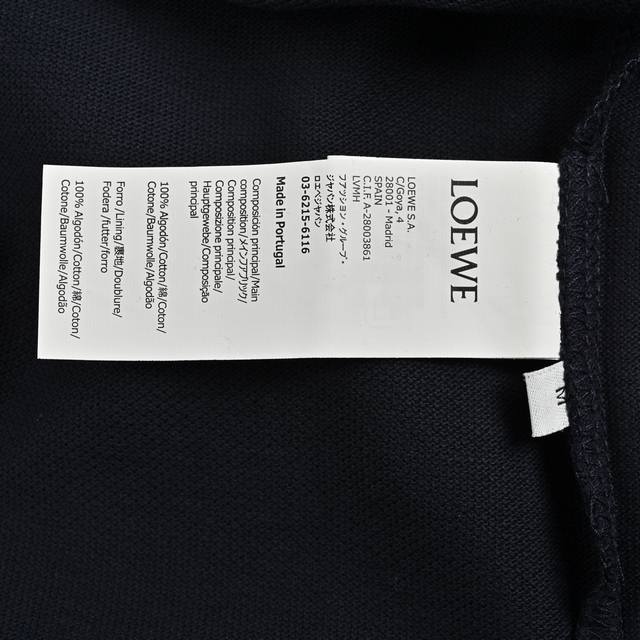 LOEWE
LOEWE S.A.
C/Goya, 4
28001 - Madrid
SPAIN
C.I.F. A-28003861
LVMH
ファッション・グループ・
ジャパン株式会社
ロエベジャパン
03-6215-6116
Made in Portugal
Composición principal/Main
composition/メインファブリック/
Composition principal/
Composizione principale/
Hauptgewebe/Composición
principal
100% Algodón/Cotton/綿/Coton/
Cotone/Baumwolle/Algodão
Forro /Lining/裏地/Doublure/
Fodera /futter/forro
100% Algodón/Cotton/綿/Coton/
Cotone/Baumwolle/Algodão
M